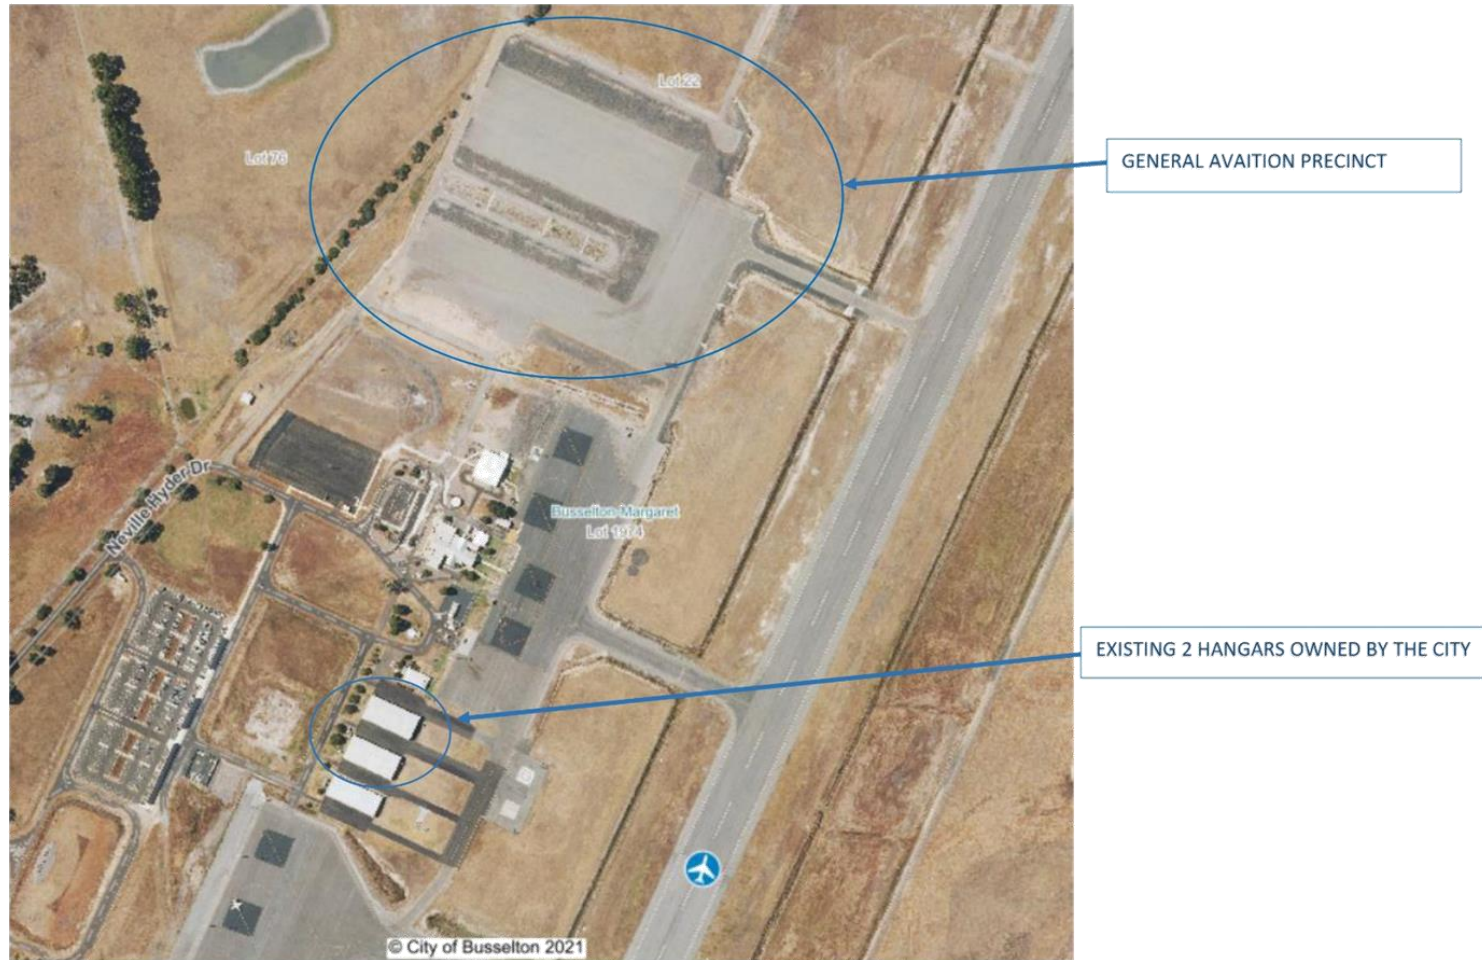 Lot 22
Lot 76
GENERAL AVAITION PRECINCT
Neville Hyder Dr
Busselton-Margaret
Lot 1974
EXISTING 2 HANGARS OWNED BY THE CITY
© City of Busselton 2021